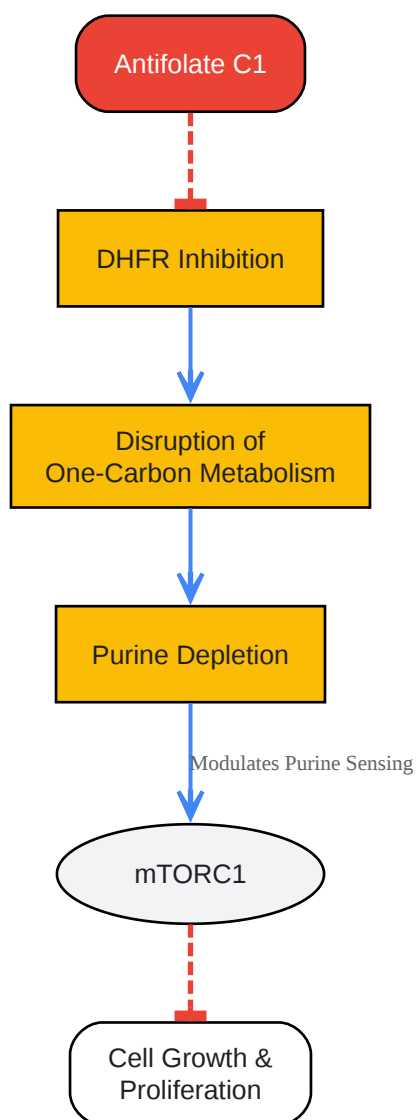 Antifolate C1
DHFR Inhibition
Disruption of
One-Carbon Metabolism
Purine Depletion
Modulates Purine Sensing
mTORC1
Cell Growth &
Proliferation